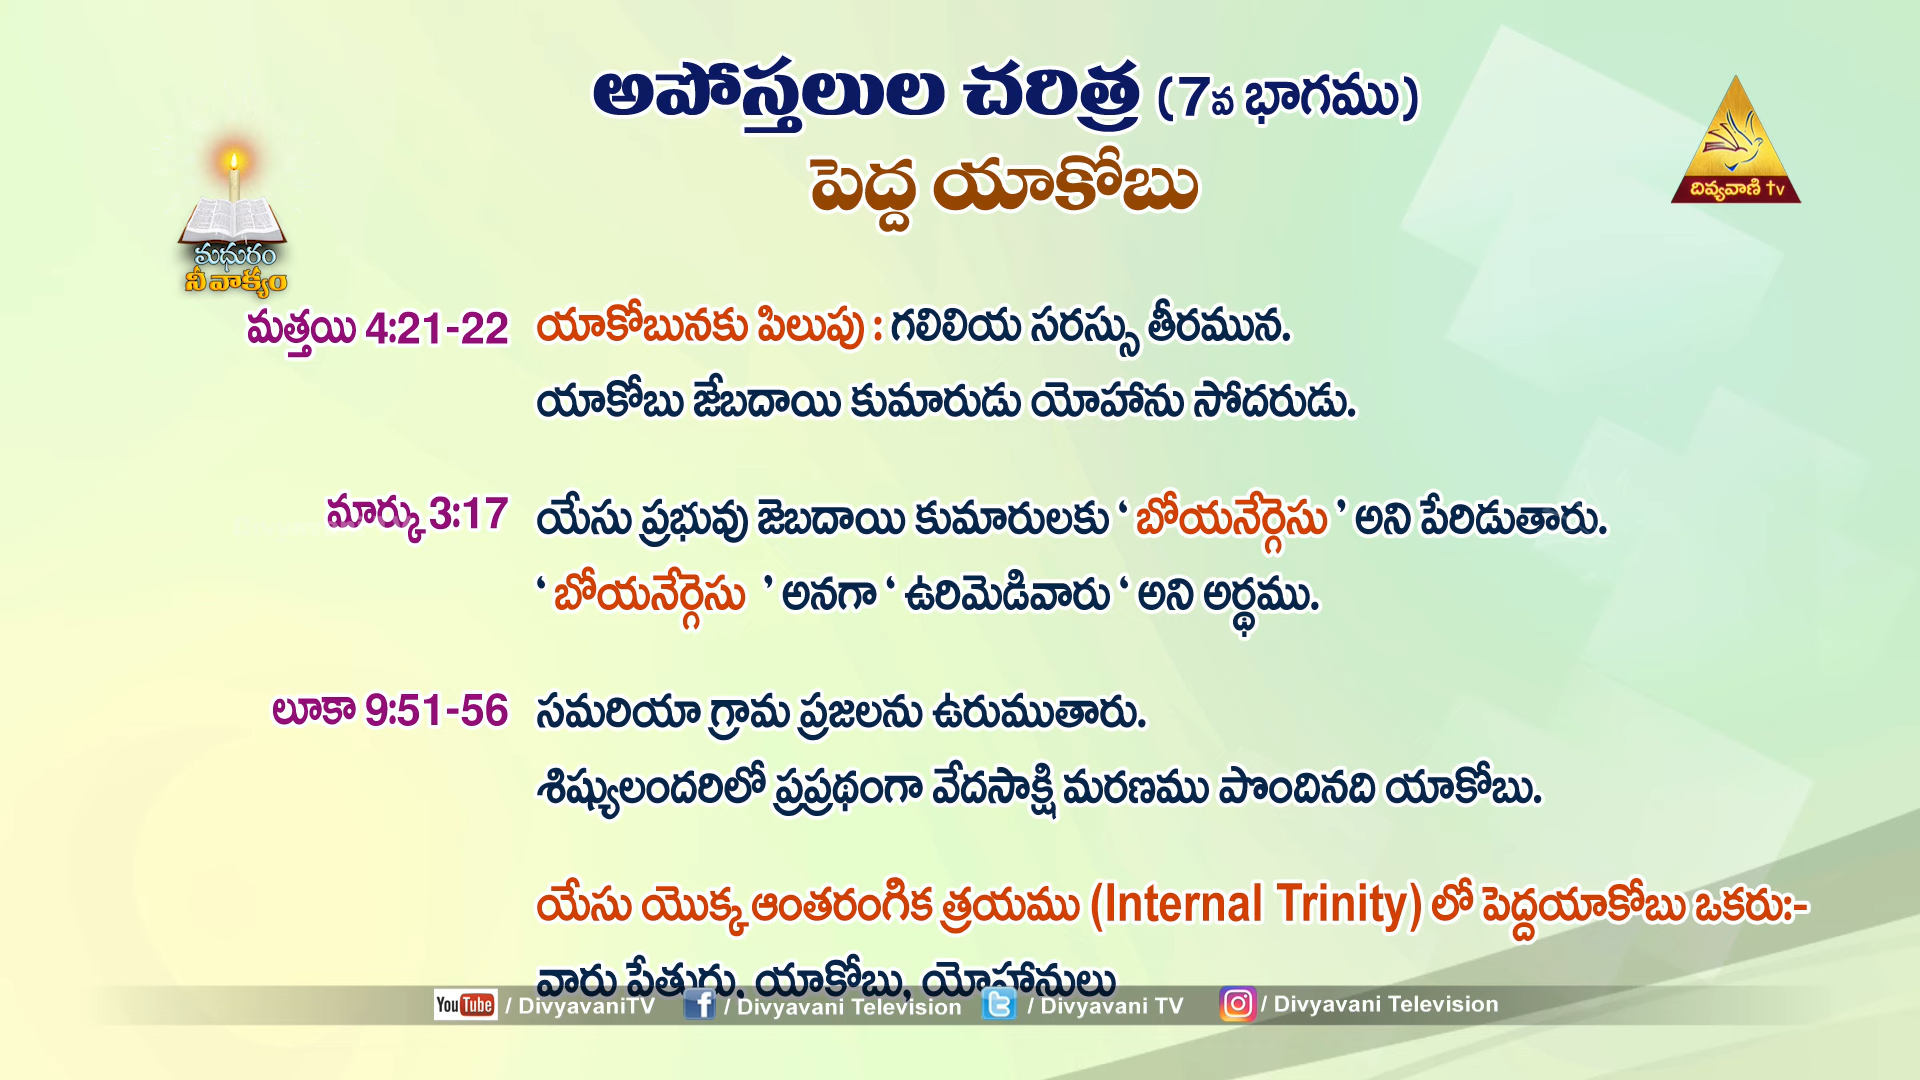 అపోస్తలుల చరిత్ర (7వ భాగము)
పెద్ద యాకోబు
దివ్యవాణి tv
మధురం
నీ వాక్యం
మత్తయి 4:21-22 యాకోబునకు పిలుపు : గలిలియ సరస్సు తీరమున.
యాకోబు జేబదాయి కుమారుడు యోహాను సోదరుడు.
మార్కు 3:17 యేసు ప్రభువు జెబదాయి కుమారులకు ‘ బోయనేర్గెసు ’ అని పేరిడుతారు.
‘ బోయనేర్గెసు ’ అనగా ‘ ఉరిమెడివారు ‘ అని అర్థము.
లూకా 9:51-56 సమరియా గ్రామ ప్రజలను ఉరుముతారు.
శిష్యులందరిలో ప్రప్రథంగా వేదసాక్షి మరణము పొందినది యాకోబు.
యేసు యొక్క ఆంతరంగిక త్రయము (Internal Trinity) లో పెద్దయాకోబు ఒకరు:-
వారు పేతురు, యాకోబు, యోహానులు
YouTube / DivyavaniTV f / Divyavani Television / Divyavani TV / Divyavani Television